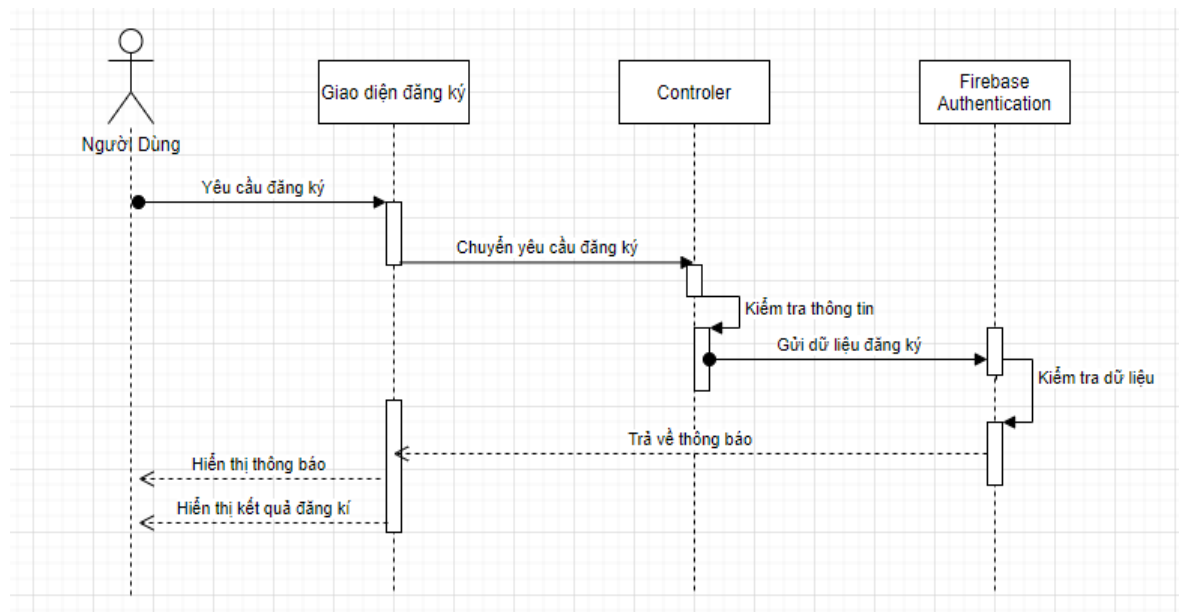 Giao diện đăng ký
Controler
Firebase
Authentication
Người Dùng
Yêu cầu đăng ký
Chuyển yêu cầu đăng ký
Kiểm tra thông tin
Gửi dữ liệu đăng ký
Kiểm tra dữ liệu
Trả về thông báo
Hiển thị thông báo
Hiển thị kết quả đăng kí